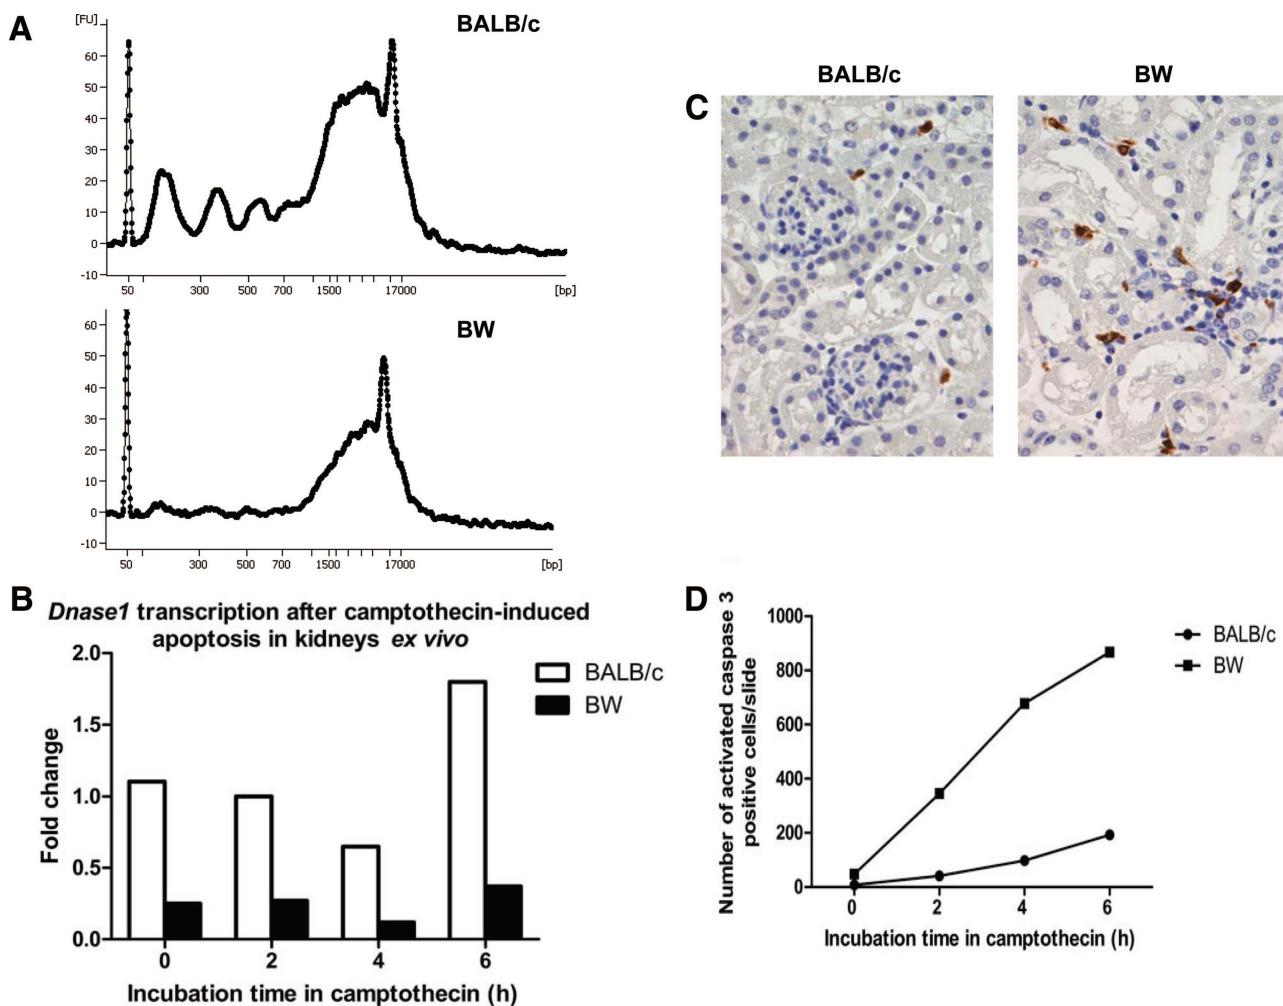 A
[FU]
BALB/c
60
50
40
30
20
10
0
-10
50 300 500 700 1500 17000 [bp]
BW
60
50
40
30
20
10
0
-10
50 300 500 700 1500 17000 [bp]
C
BALB/c BW
B
Dnase1 transcription after camptothecin-induced
apoptosis in kidneys ex vivo
2.0
1.5
1.0
0.5
0.0
Fold change
BALB/c
BW
0 2 4 6
Incubation time in camptothecin (h)
D
Number of activated caspase 3
positive cells/slide
1000
800
600
400
200
0
BALB/c
BW
0 2 4 6
Incubation time in camptothecin (h)